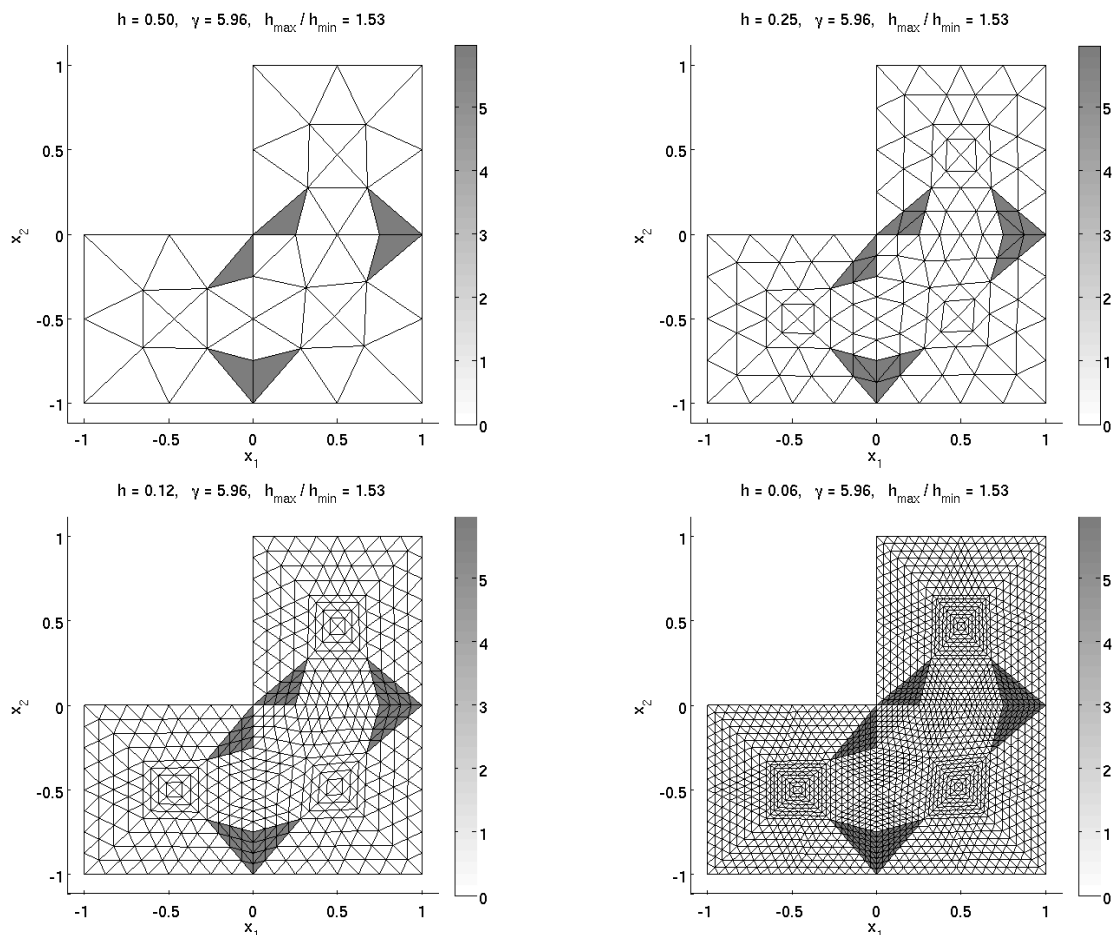 h = 0.50, γ = 5.96, h_max / h_min = 1.53
1
0.5
0
-0.5
-1
x_2
-1 -0.5 0 0.5 1
x_1
5
4
3
2
1
0
h = 0.25, γ = 5.96, h_max / h_min = 1.53
1
0.5
0
-0.5
-1
x_2
-1 -0.5 0 0.5 1
x_1
5
4
3
2
1
0
h = 0.12, γ = 5.96, h_max / h_min = 1.53
1
0.5
0
-0.5
-1
x_2
-1 -0.5 0 0.5 1
x_1
5
4
3
2
1
0
h = 0.06, γ = 5.96, h_max / h_min = 1.53
1
0.5
0
-0.5
-1
x_2
-1 -0.5 0 0.5 1
x_1
5
4
3
2
1
0